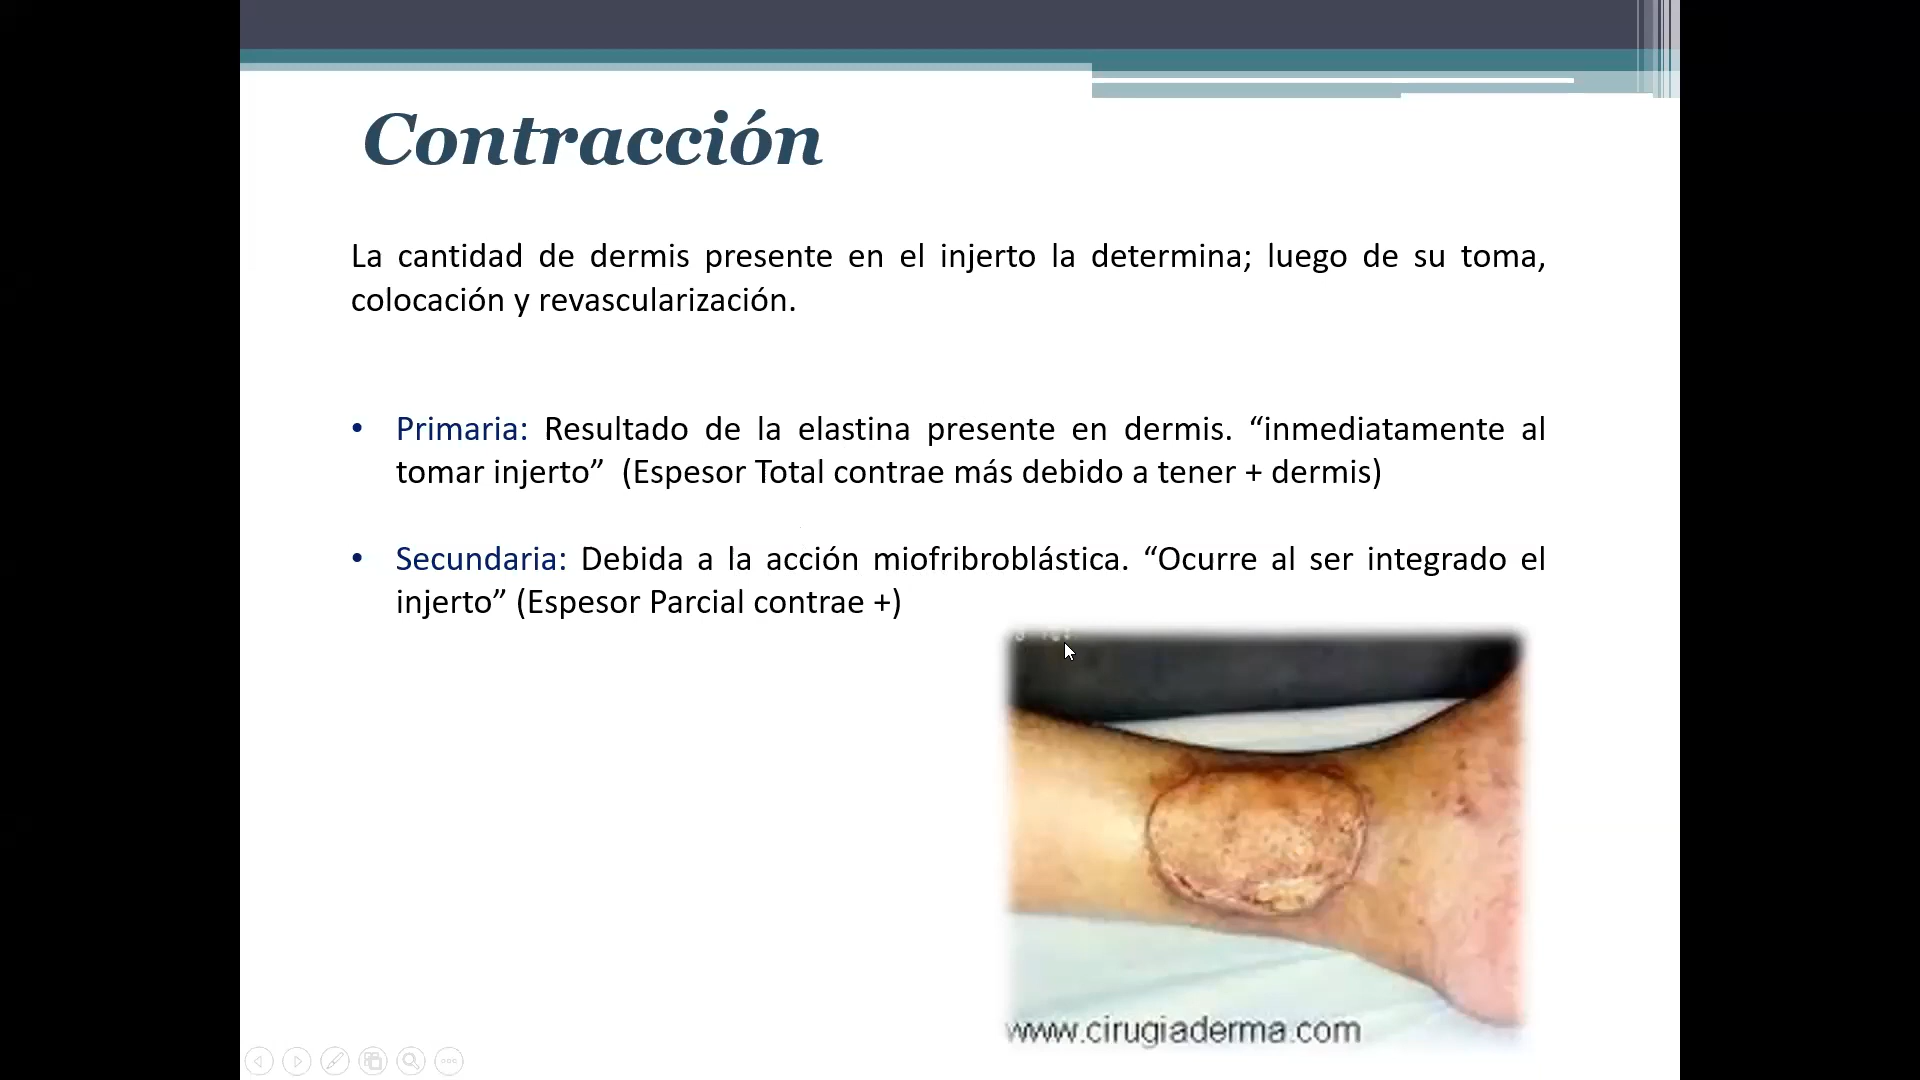 Contracción
La cantidad de dermis presente en el injerto la determina; luego de su toma,
colocación y revascularización.
• Primaria: Resultado de la elastina presente en dermis. “inmediatamente al
tomar injerto” (Espesor Total contrae más debido a tener + dermis)
• Secundaria: Debida a la acción miofribroblástica. “Ocurre al ser integrado el
injerto” (Espesor Parcial contrae +)
www.cirugiaderma.com